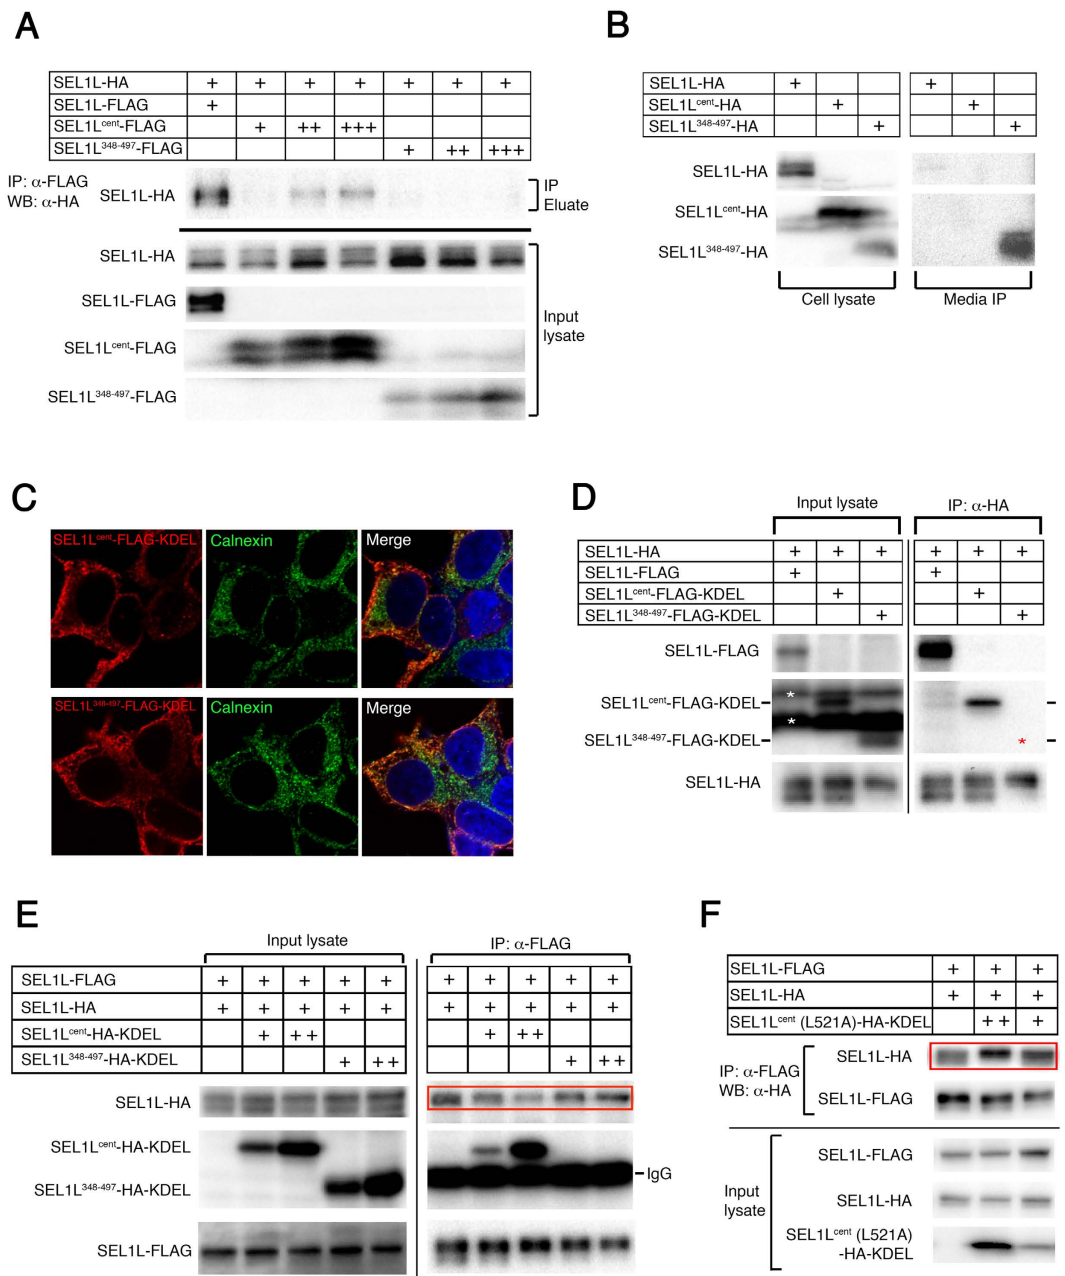 A
SEL1L-HA + + + + + + +
SEL1L-FLAG +
SEL1Lcent-FLAG + ++ +++
SEL1L348-497-FLAG + ++ +++
IP: α-FLAG
WB: α-HA
SEL1L-HA
IP
Eluate
SEL1L-HA
SEL1L-FLAG
SEL1Lcent-FLAG
SEL1L348-497-FLAG
Input
lysate
B
SEL1L-HA + +
SEL1Lcent-HA + +
SEL1L348-497-HA + +
SEL1L-HA
SEL1Lcent-HA
SEL1L348-497-HA
Cell lysate Media IP
C
SEL1Lcent-FLAG-KDEL Calnexin Merge
SEL1L348-497-FLAG-KDEL Calnexin Merge
D
Input lysate IP: α-HA
SEL1L-HA + + + + + +
SEL1L-FLAG + +
SEL1Lcent-FLAG-KDEL + +
SEL1L348-497-FLAG-KDEL + +
SEL1L-FLAG
SEL1Lcent-FLAG-KDEL *
*
SEL1L348-497-FLAG-KDEL *
SEL1L-HA
E
Input lysate IP: α-FLAG
SEL1L-FLAG + + + + + + + + + +
SEL1L-HA + + + + + + + + + +
SEL1Lcent-HA-KDEL + ++ + ++
SEL1L348-497-HA-KDEL + ++ + ++
SEL1L-HA
SEL1Lcent-HA-KDEL
IgG
SEL1L348-497-HA-KDEL
SEL1L-FLAG
F
SEL1L-FLAG + + +
SEL1L-HA + + +
SEL1Lcent (L521A)-HA-KDEL ++ +
IP: α-FLAG
WB: α-HA
SEL1L-HA
SEL1L-FLAG
Input
lysate
SEL1L-FLAG
SEL1L-HA
SEL1Lcent (L521A)
-HA-KDEL